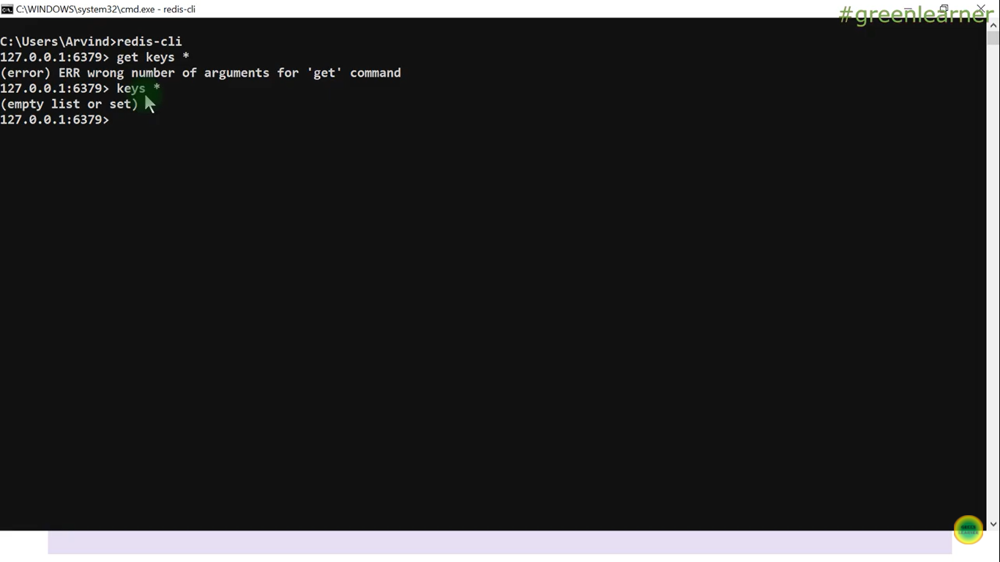 C:\WINDOWS\system32\cmd.exe - redis-cli
#greenlearner
C:\Users\Arvind>redis-cli
127.0.0.1:6379> get keys *
(error) ERR wrong number of arguments for 'get' command
127.0.0.1:6379> keys *
(empty list or set)
127.0.0.1:6379>
GREEN
LEARNER